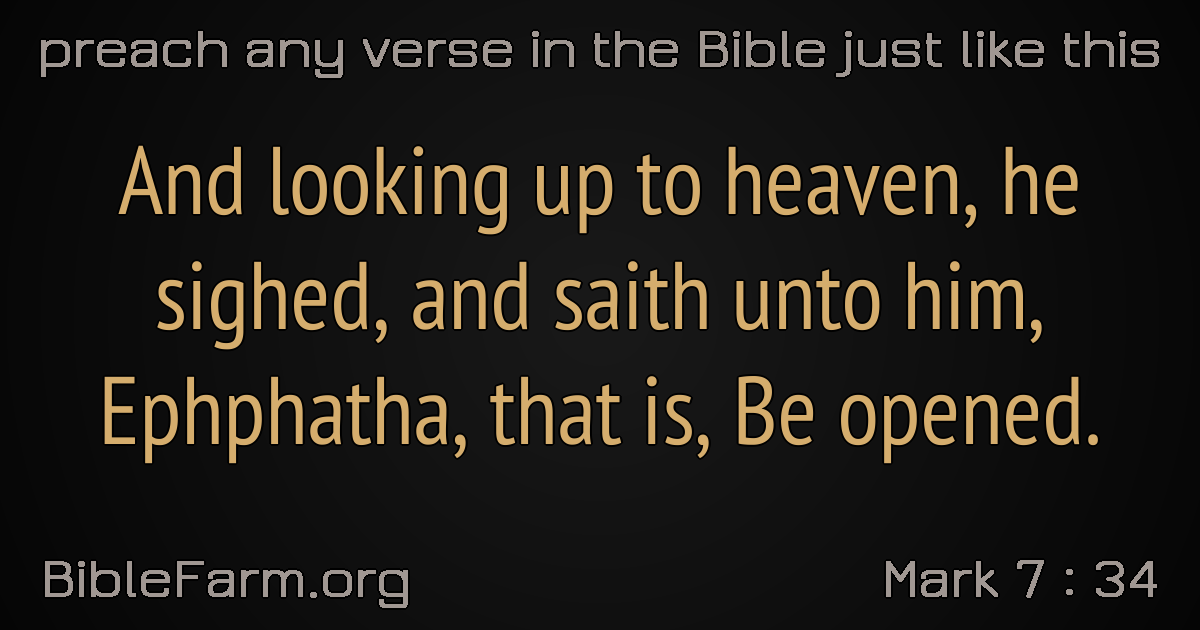 preach any verse in the Bible just like this
And looking up to heaven, he
sighed, and saith unto him,
Ephphatha, that is, Be opened.
BibleFarm.org
Mark 7 : 34